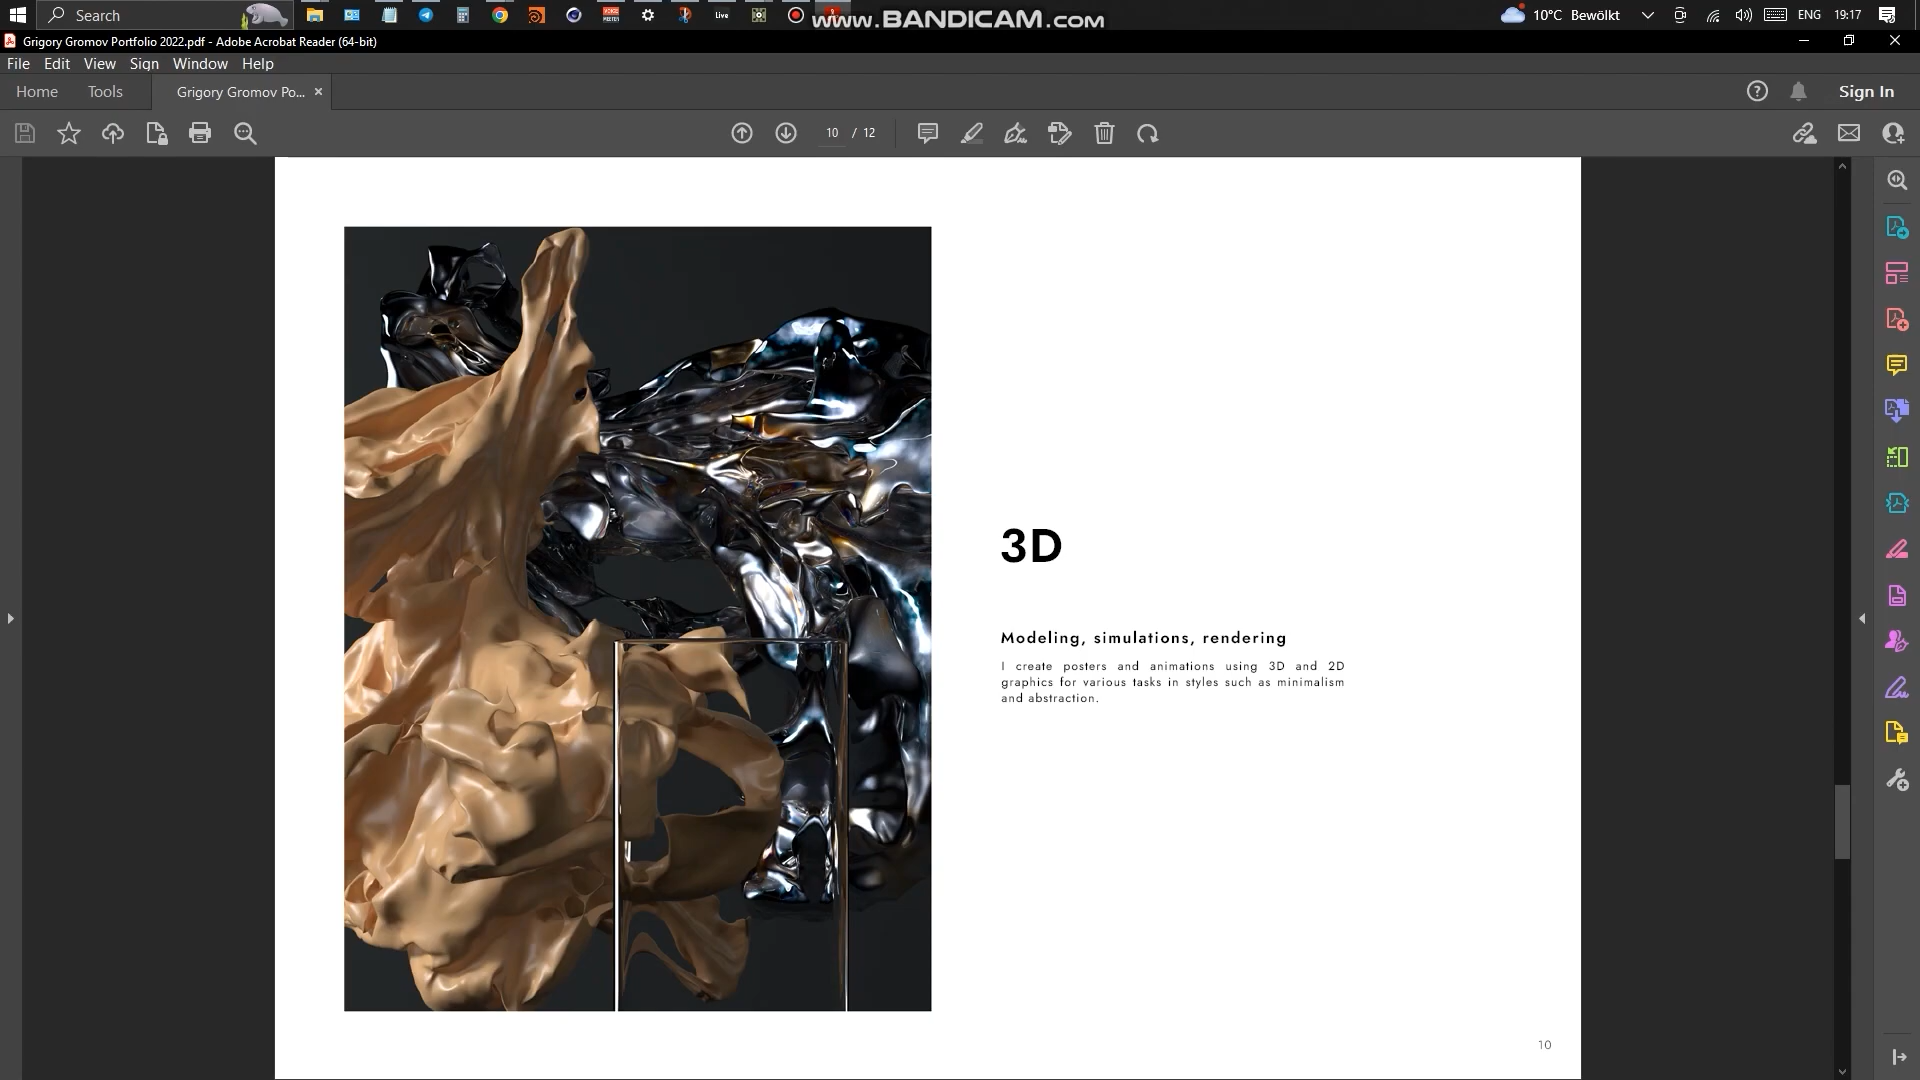 Search
VOICE
MEETER
Live
www.BANDICAM.com
10°C Bewölkt
ENG
19:17
Grigory Gromov Portfolio 2022.pdf - Adobe Acrobat Reader (64-bit)
File Edit View Sign Window Help
Home Tools Grigory Gromov Po... ×
Sign In
10 / 12
3D
Modeling, simulations, rendering
I create posters and animations using 3D and 2D
graphics for various tasks in styles such as minimalism
and abstraction.
10